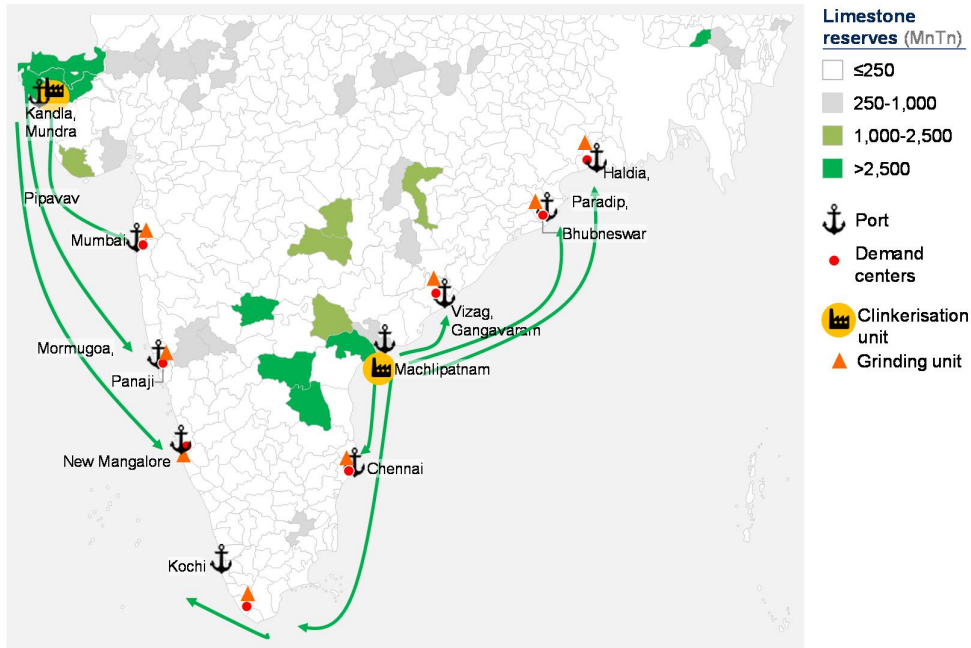 Limestone
reserves (MnTn)
≤250
250-1,000
1,000-2,500
>2,500
Port
Demand
centers
Clinkerisation
unit
Grinding unit
Kandla,
Mundra
Pipavav
Mumbai
Mormugoa,
Panaji
New Mangalore
Kochi
Chennai
Machlipatnam
Vizag,
Gangavaram
Haldia,
Paradip,
Bhubneswar